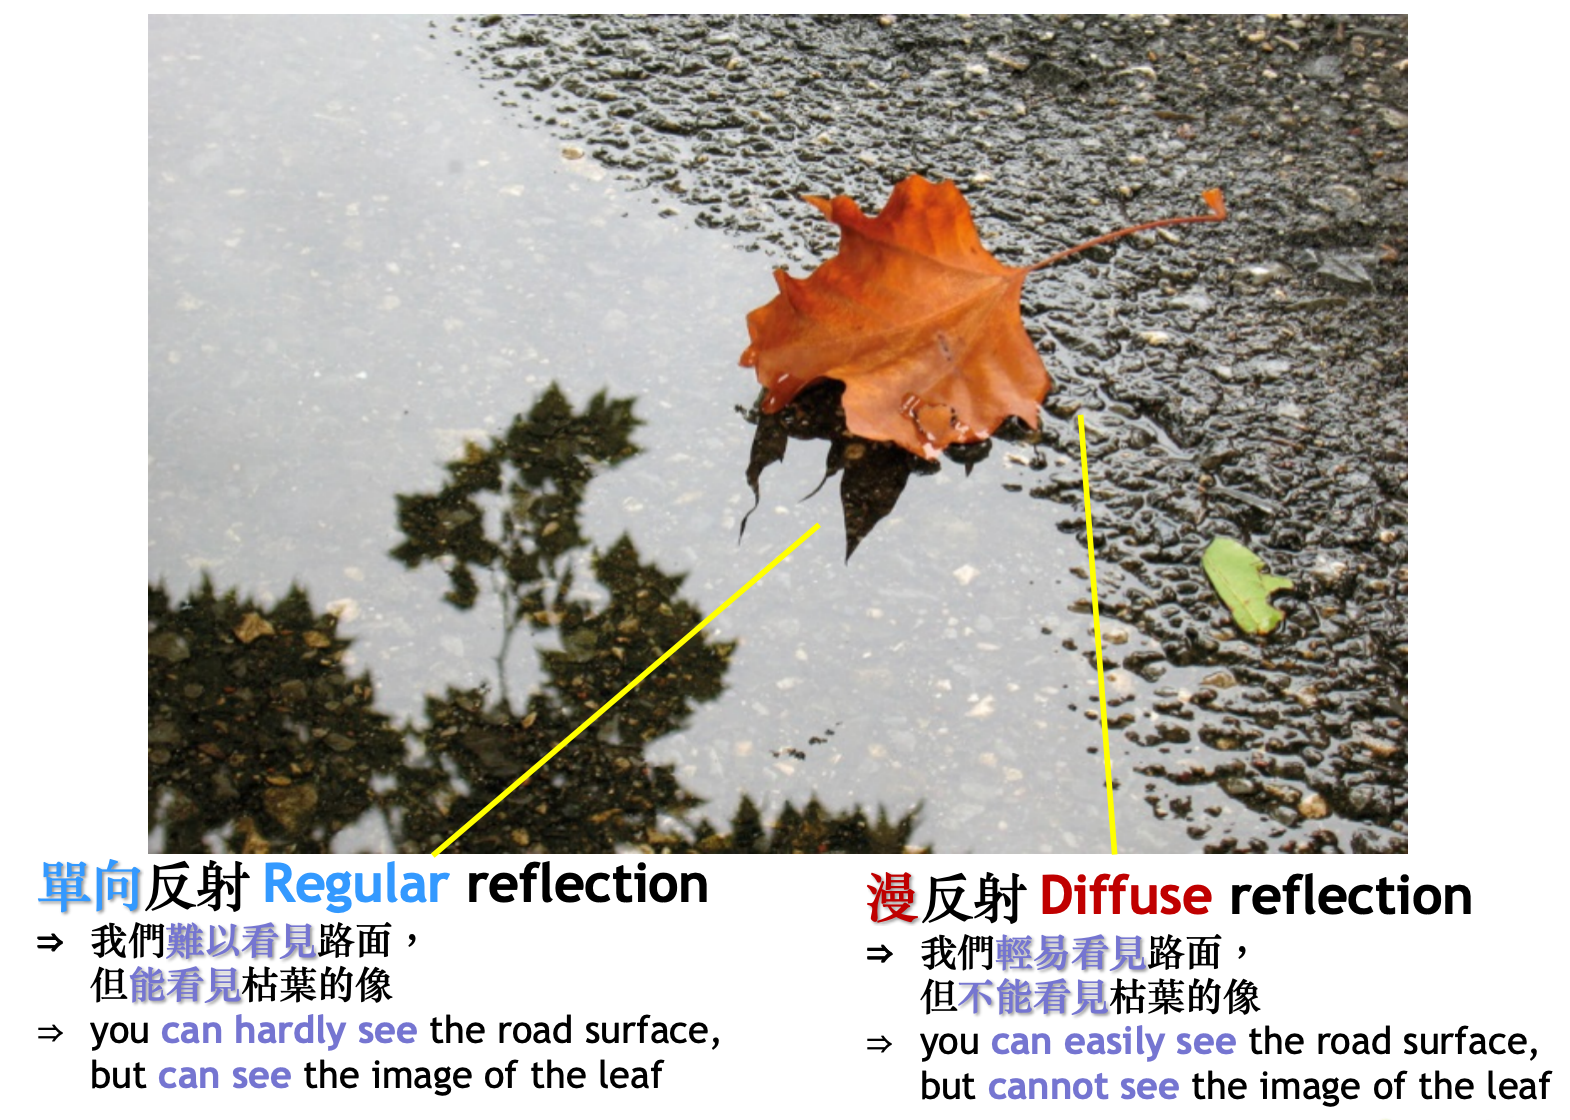 單向反射 Regular reflection
⇒ 我們難以看見路面，
但能看見枯葉的像
⇒ you can hardly see the road surface,
but can see the image of the leaf
漫反射 Diffuse reflection
⇒ 我們輕易看見路面，
但不能看見枯葉的像
⇒ you can easily see the road surface,
but cannot see the image of the leaf